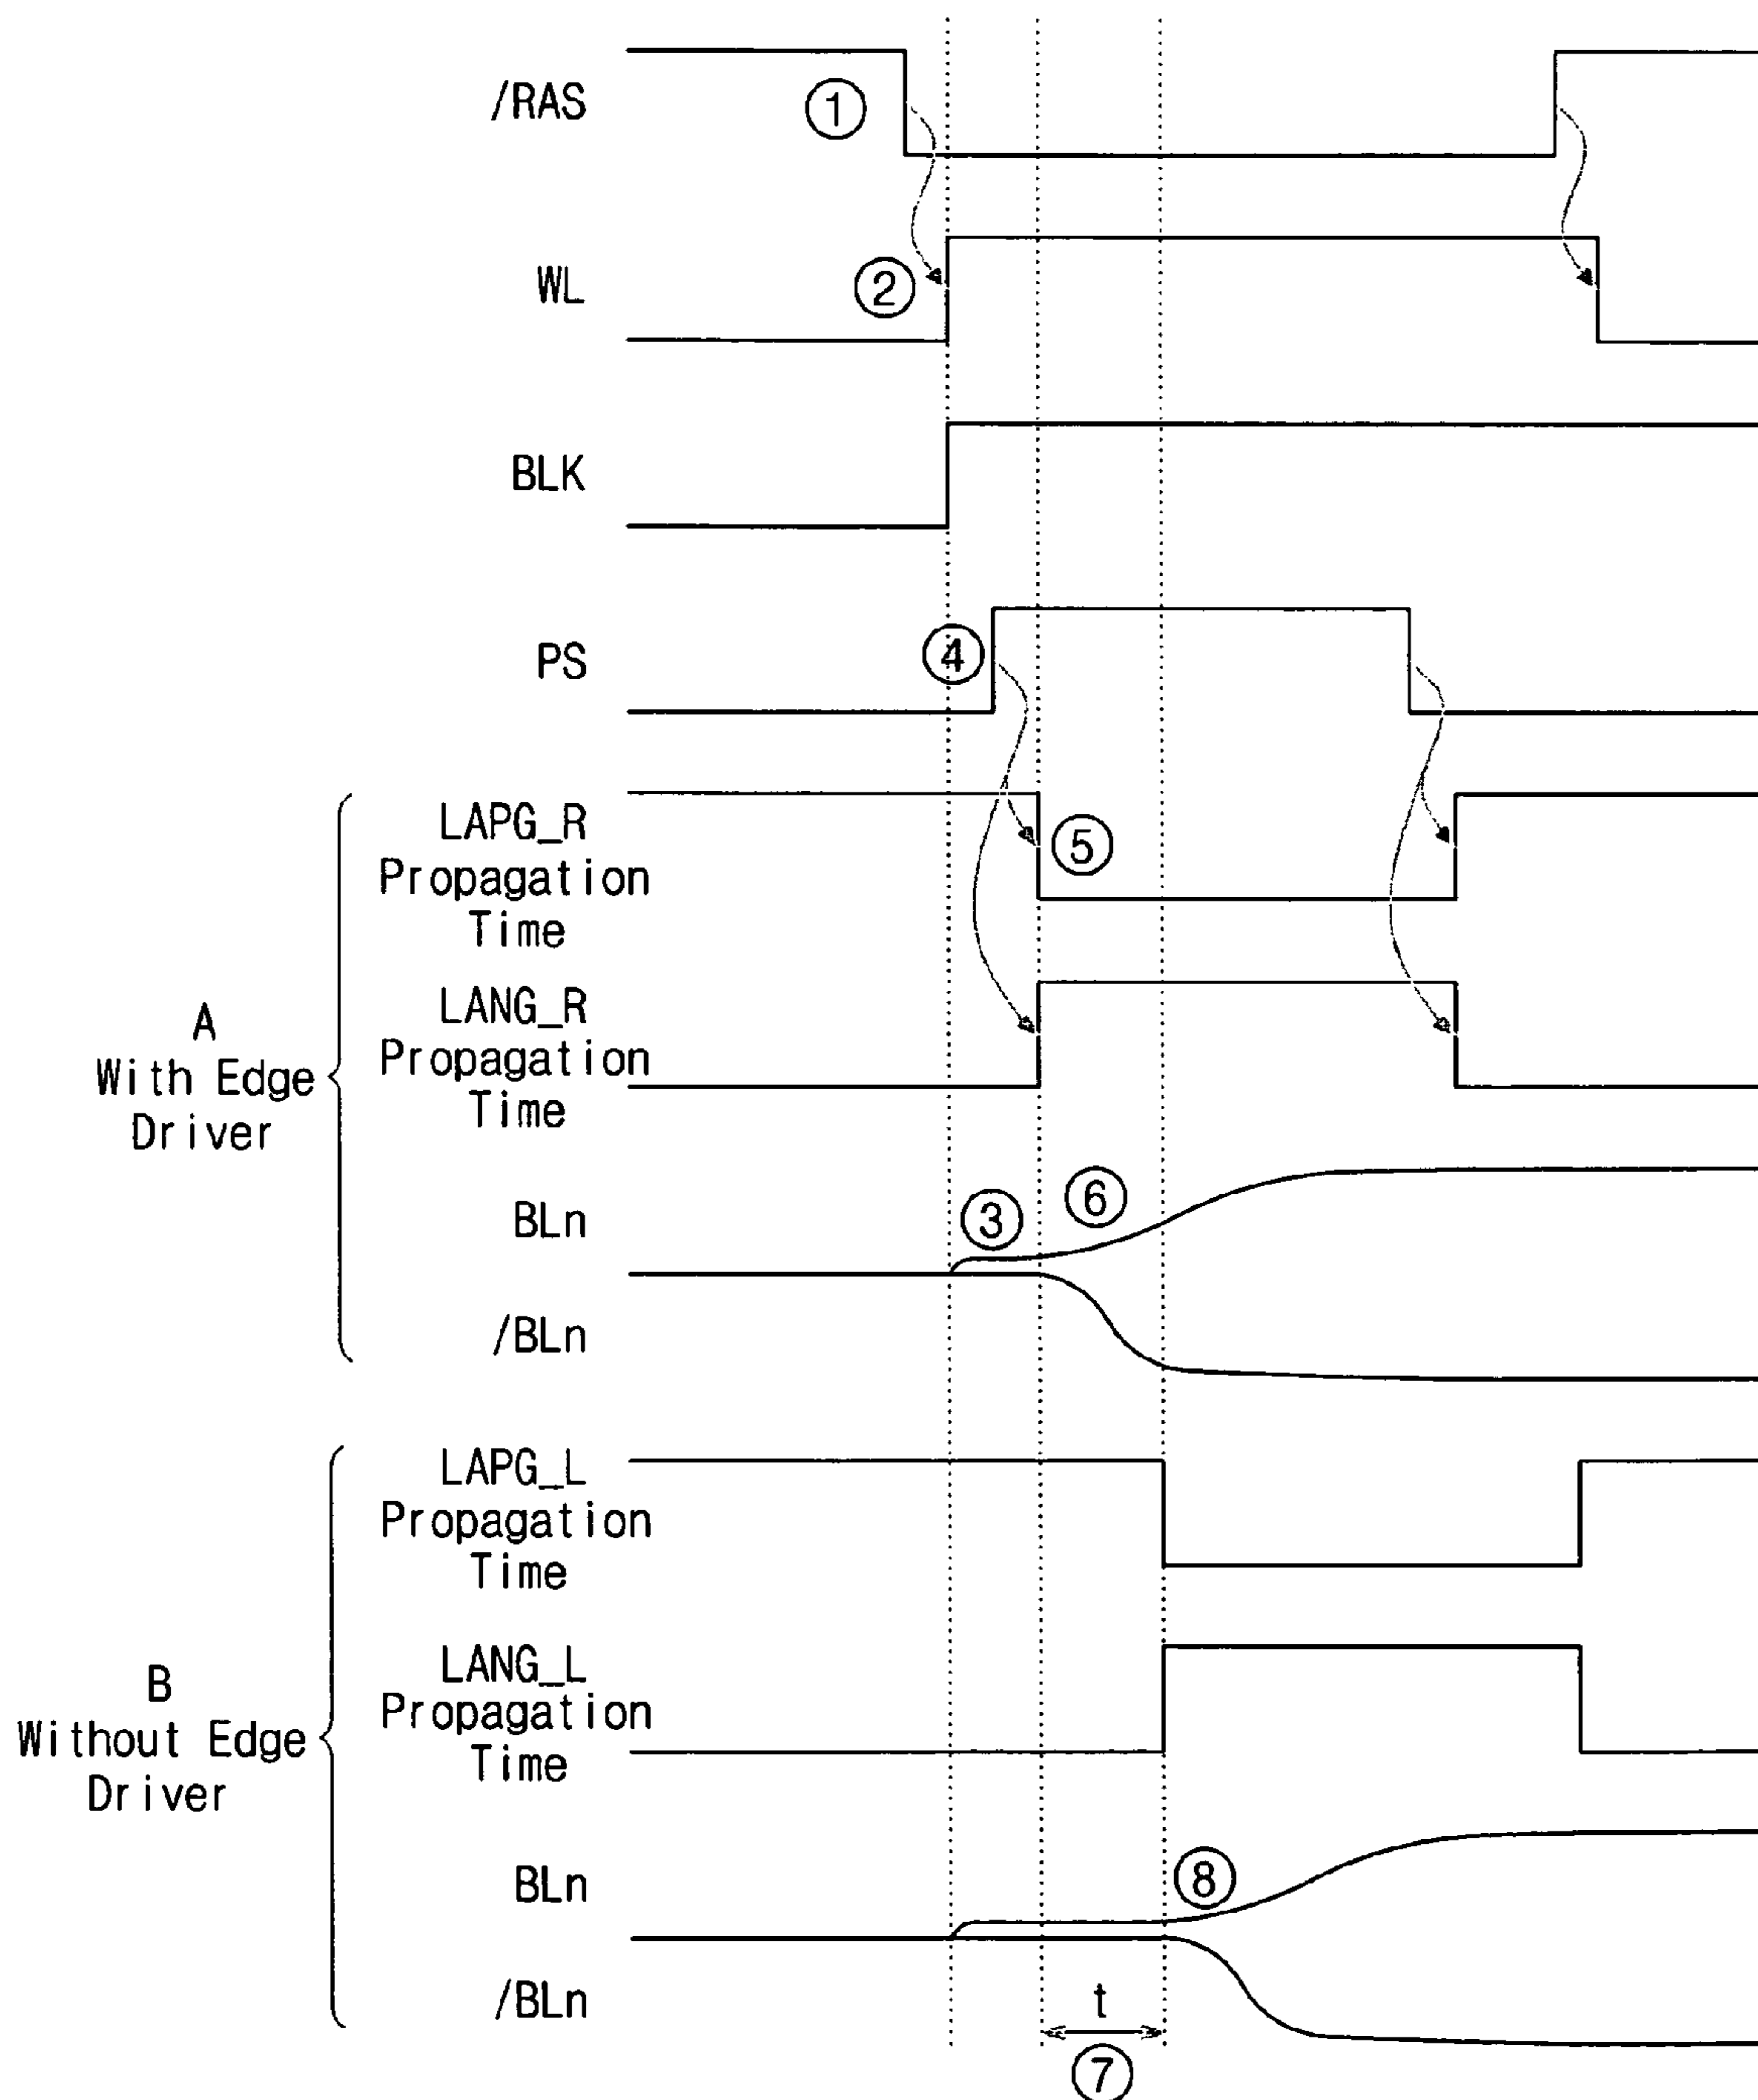 /RAS
①
WL
②
BLK
PS
④
LAPG_R
Propagation
Time
⑤
LANG_R
Propagation
Time
A
With Edge
Driver
BLn
③
⑥
/BLn
LAPG_L
Propagation
Time
LANG_L
Propagation
Time
B
Without Edge
Driver
BLn
⑧
/BLn
t
⑦